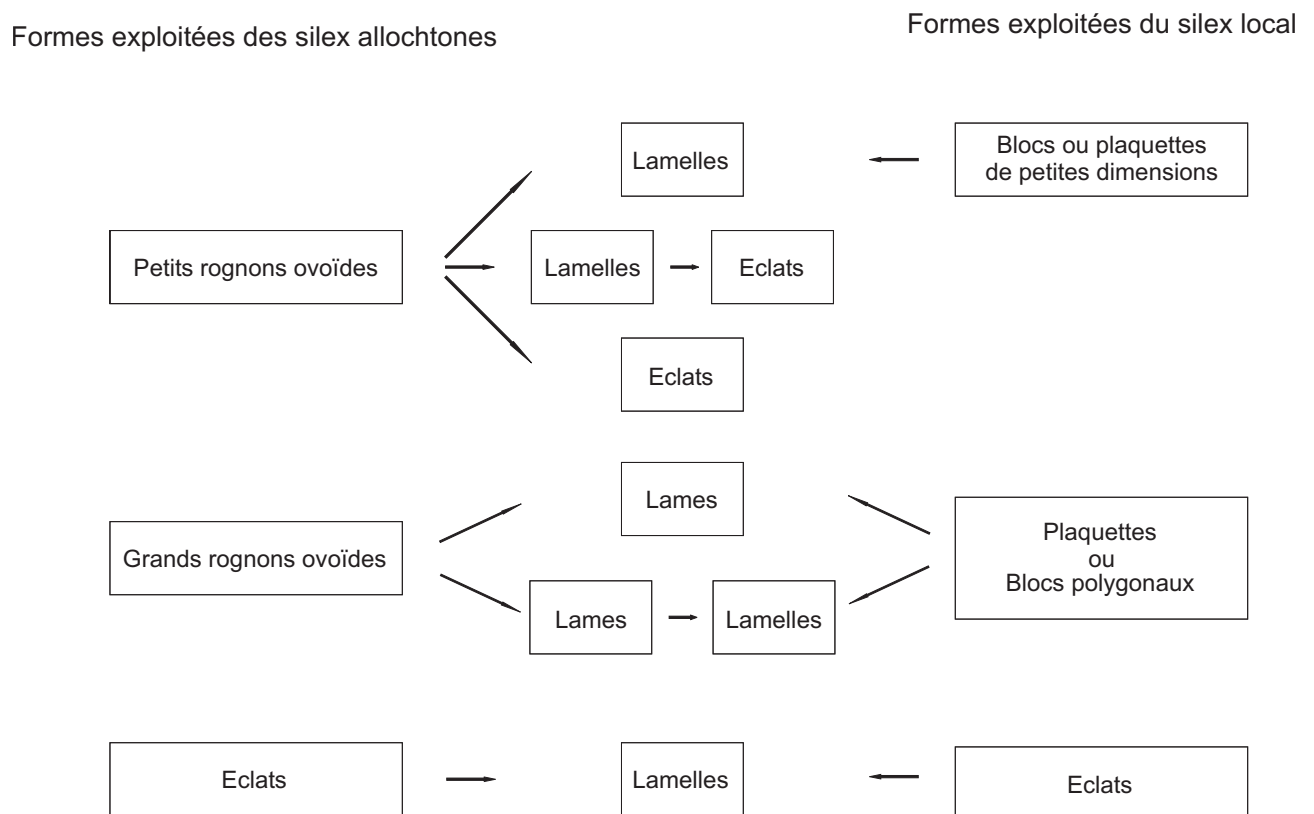 Formes exploitées des silex allochtones
Formes exploitées du silex local
Lamelles
Blocs ou plaquettes
de petites dimensions
Petits rognons ovoïdes
Lamelles
Eclats
Eclats
Lames
Grands rognons ovoïdes
Plaquettes
ou
Blocs polygonaux
Lames
Lamelles
Eclats
Lamelles
Eclats